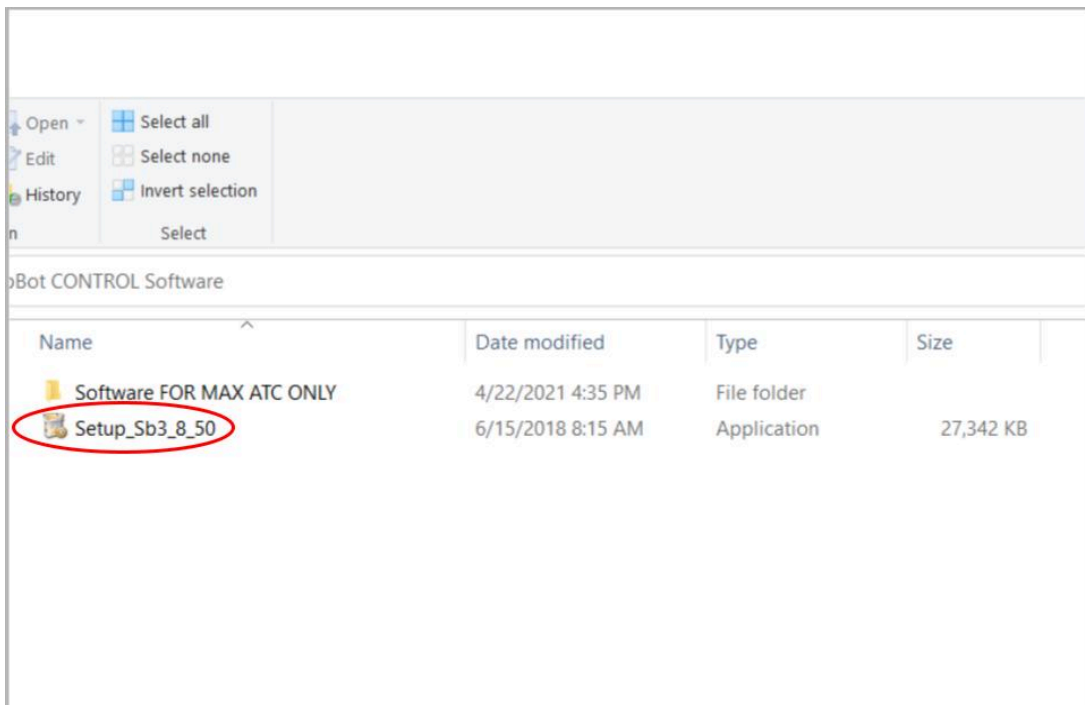 Open
Select all
Edit
Select none
History
Invert selection
n
Select
oBot CONTROL Software
Name
Date modified
Type
Size
Software FOR MAX ATC ONLY
4/22/2021 4:35 PM
File folder
Setup_Sb3_8_50
6/15/2018 8:15 AM
Application
27,342 KB